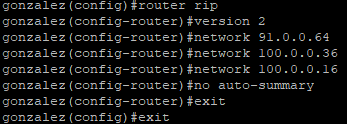 gonzalez(config)#router rip
gonzalez(config-router)#version 2
gonzalez(config-router)#network 91.0.0.64
gonzalez(config-router)#network 100.0.0.36
gonzalez(config-router)#network 100.0.0.16
gonzalez(config-router)#no auto-summary
gonzalez(config-router)#exit
gonzalez(config)#exit